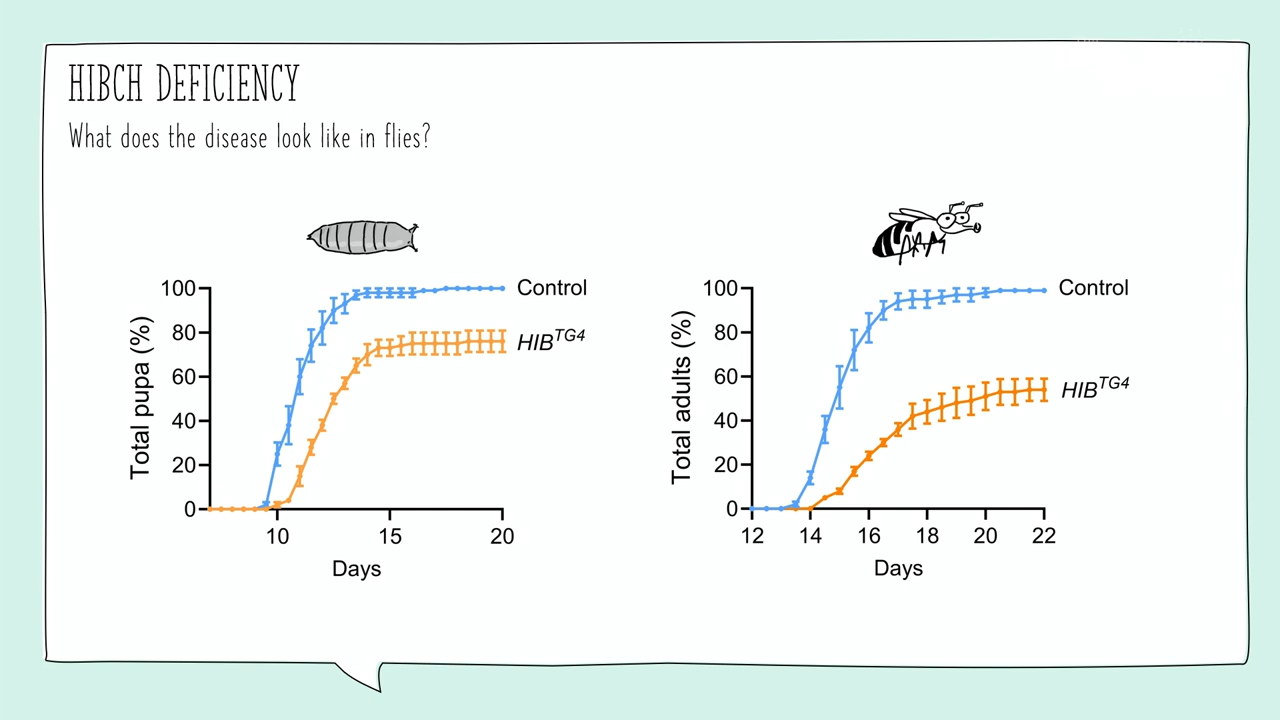 HIBCH DEFICIENCY
What does the disease look like in flies?
Total pupa (%)
100
80
60
40
20
0
10 15 20
Days
Control
HIB^TG4
Total adults (%)
100
80
60
40
20
0
12 14 16 18 20 22
Days
Control
HIB^TG4